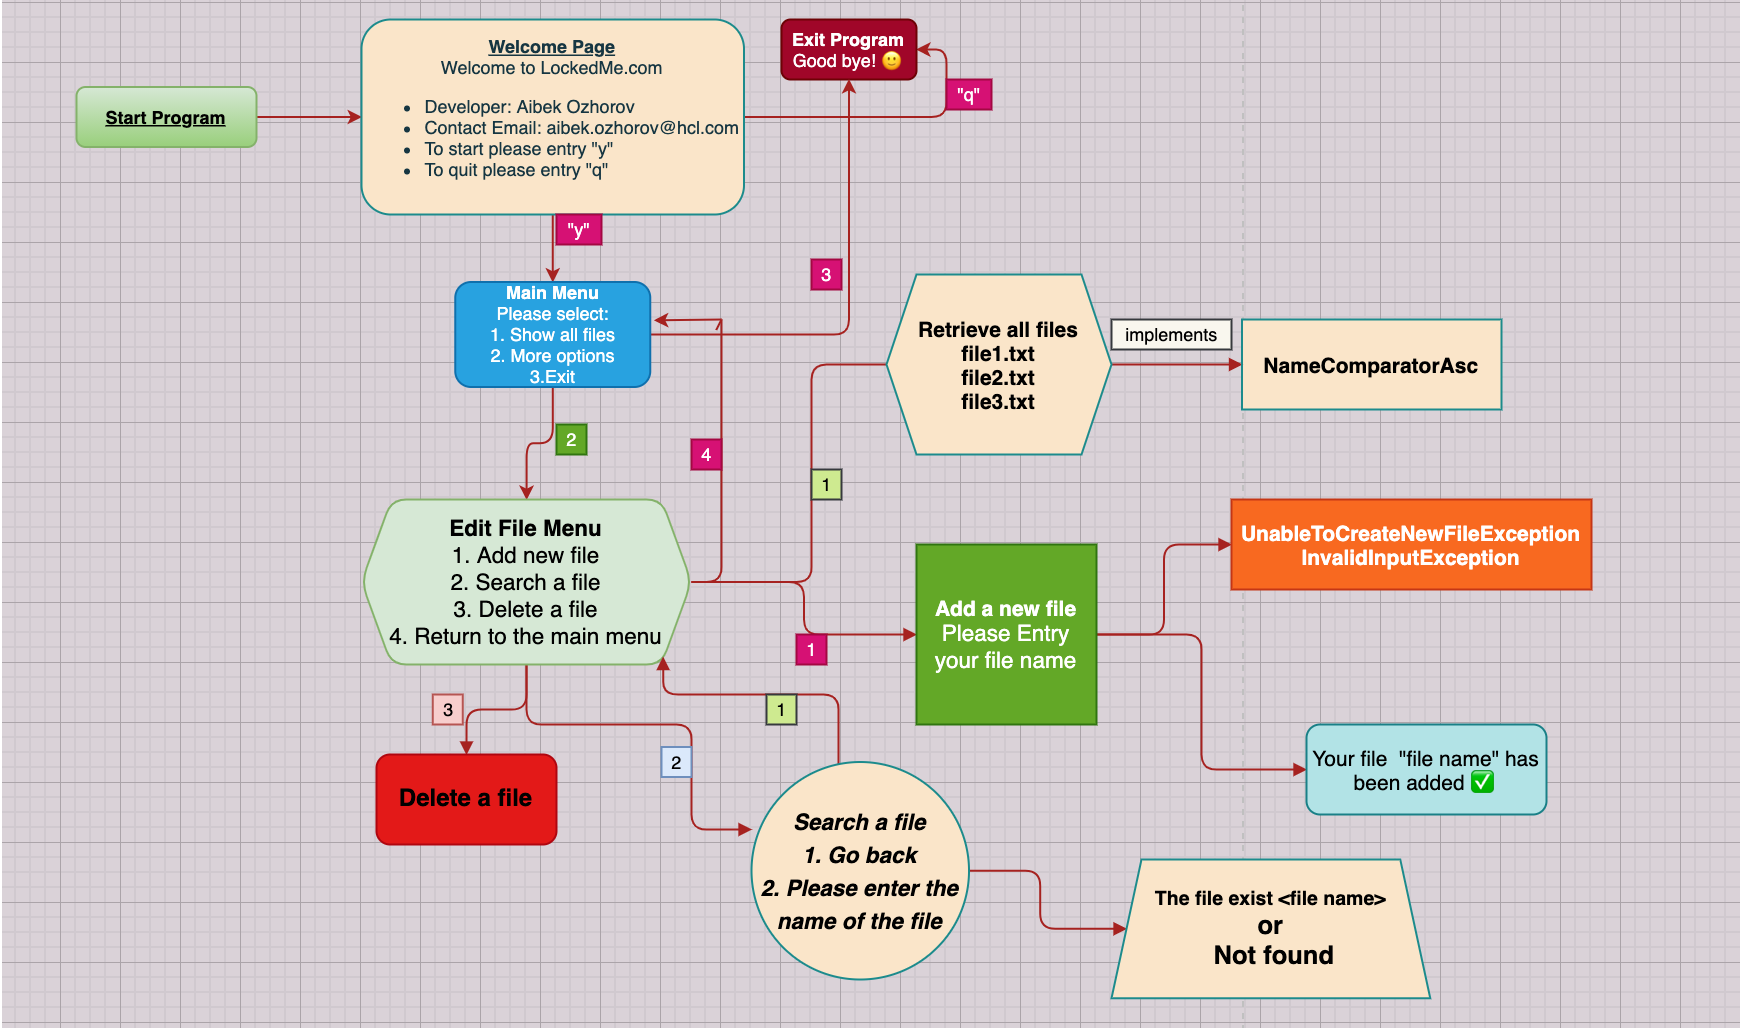 Start Program
Welcome Page
Welcome to LockedMe.com
• Developer: Aibek Ozhorov
• Contact Email: aibek.ozhorov@hcl.com
• To start please entry "y"
• To quit please entry "q"
Exit Program
Good bye! 🙂
"q"
"y"
Main Menu
Please select:
1. Show all files
2. More options
3.Exit
3
Retrieve all files
file1.txt
file2.txt
file3.txt
implements
NameComparatorAsc
2
4
1
Edit File Menu
1. Add new file
2. Search a file
3. Delete a file
4. Return to the main menu
1
Add a new file
Please Entry
your file name
UnableToCreateNewFileException
InvalidInputException
Your file "file name" has
been added ✅
3
1
2
Delete a file
Search a file
1. Go back
2. Please enter the
name of the file
The file exist <file name>
or
Not found